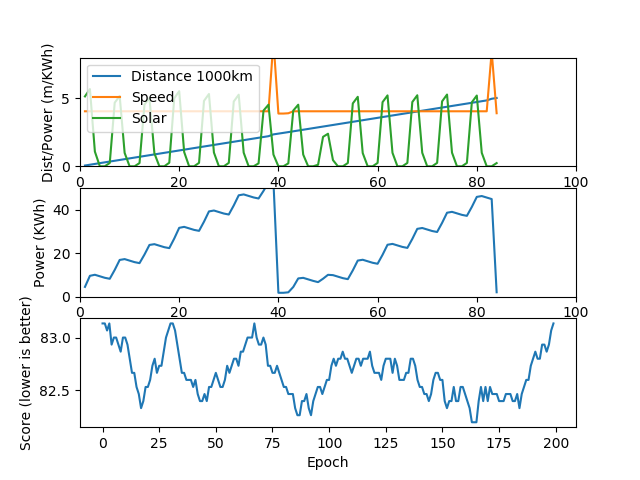 Dist/Power (m/KWh)
5
0
Distance 1000km
Speed
Solar
0 20 40 60 80 100
Power (KWh)
40
20
0
0 20 40 60 80 100
Score (lower is better)
83.0
82.5
0 25 50 75 100 125 150 175 200
Epoch